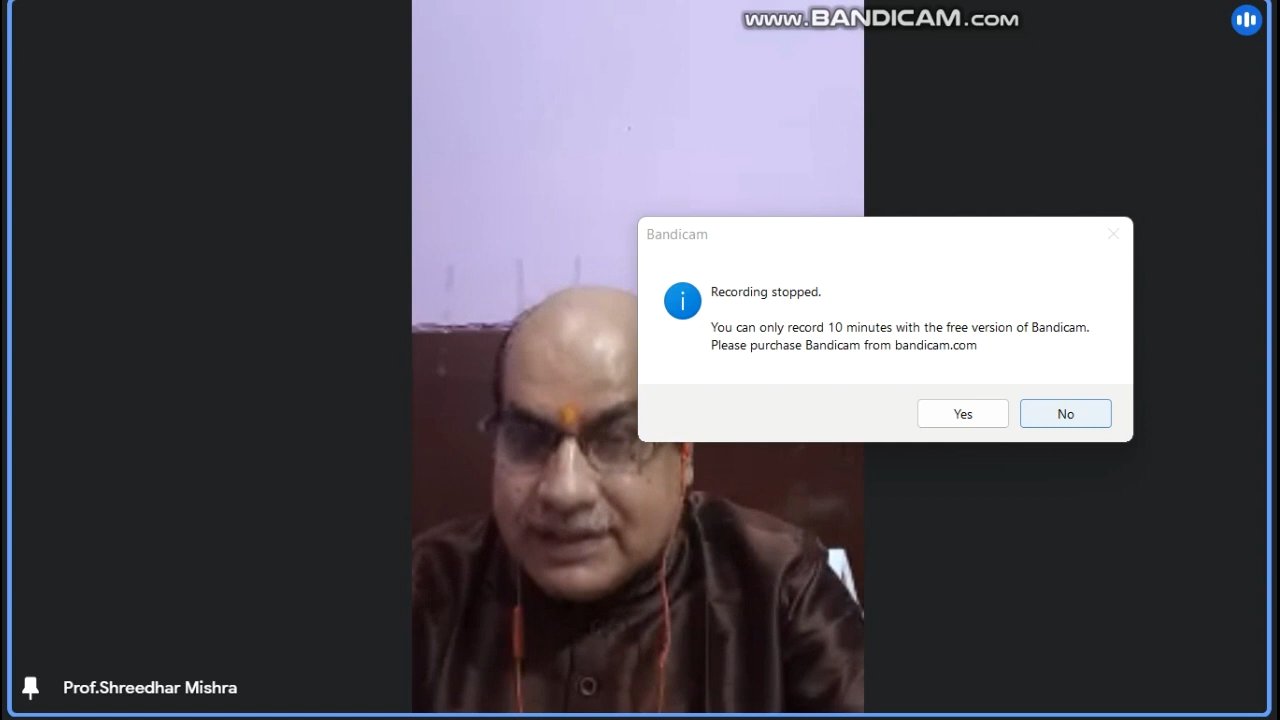 www.BANDICAM.com
Bandicam
Recording stopped.
You can only record 10 minutes with the free version of Bandicam.
Please purchase Bandicam from bandicam.com
Yes
No
Prof.Shreedhar Mishra